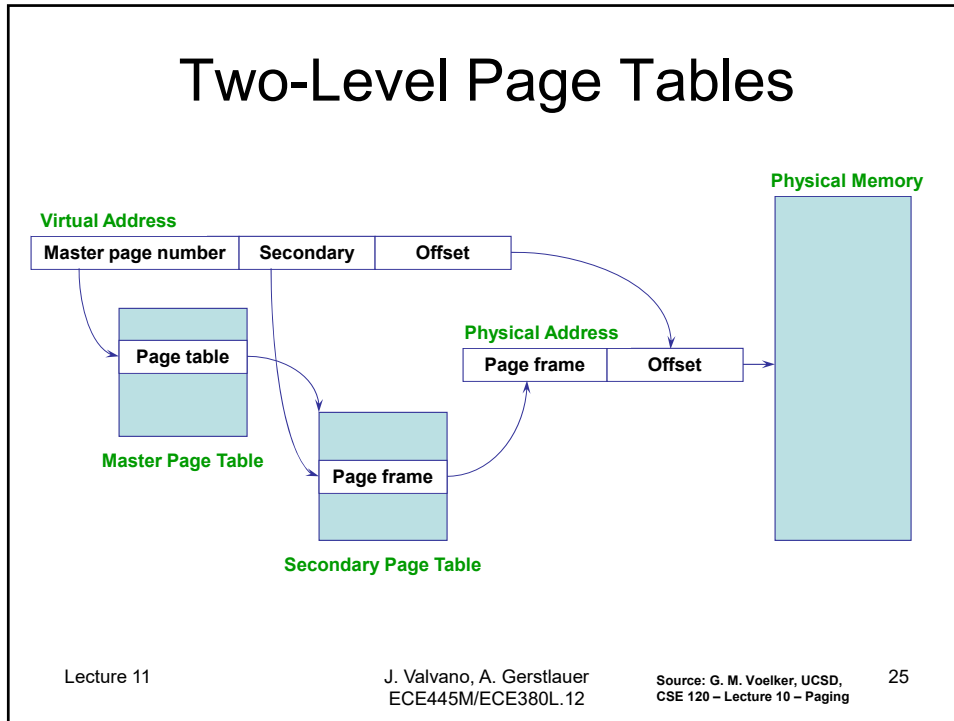 Two-Level Page Tables
Physical Memory
Virtual Address
Master page number Secondary Offset
Physical Address
Page table
Page frame Offset
Master Page Table
Page frame
Secondary Page Table
Lecture 11
J. Valvano, A. Gerstlauer
ECE445M/ECE380L.12
Source: G. M. Voelker, UCSD,
CSE 120 – Lecture 10 – Paging
25